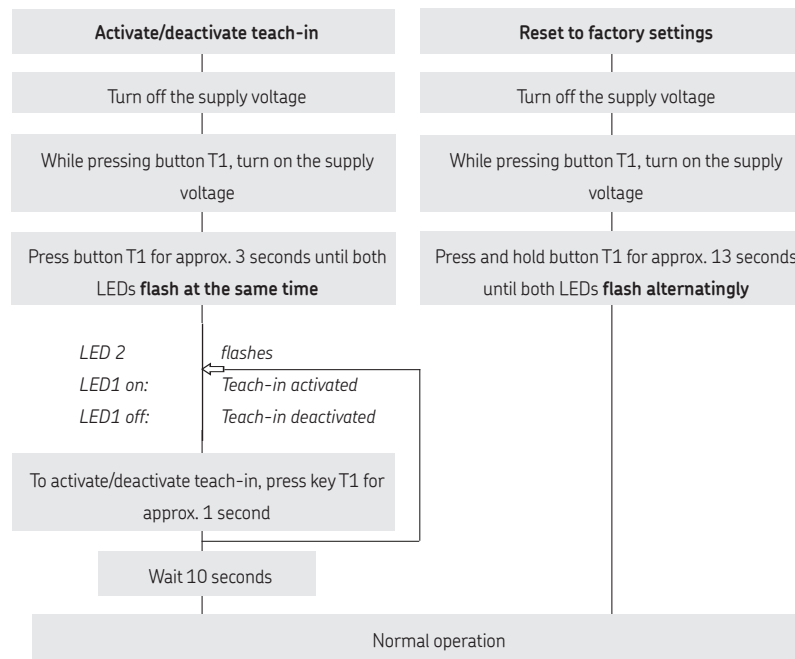 Activate/deactivate teach-in
Turn off the supply voltage
While pressing button T1, turn on the supply
voltage
Press button T1 for approx. 3 seconds until both
LEDs flash at the same time
LED 2 flashes
LED1 on: Teach-in activated
LED1 off: Teach-in deactivated
To activate/deactivate teach-in, press key T1 for
approx. 1 second
Wait 10 seconds
Reset to factory settings
Turn off the supply voltage
While pressing button T1, turn on the supply
voltage
Press and hold button T1 for approx. 13 seconds
until both LEDs flash alternatingly
Normal operation